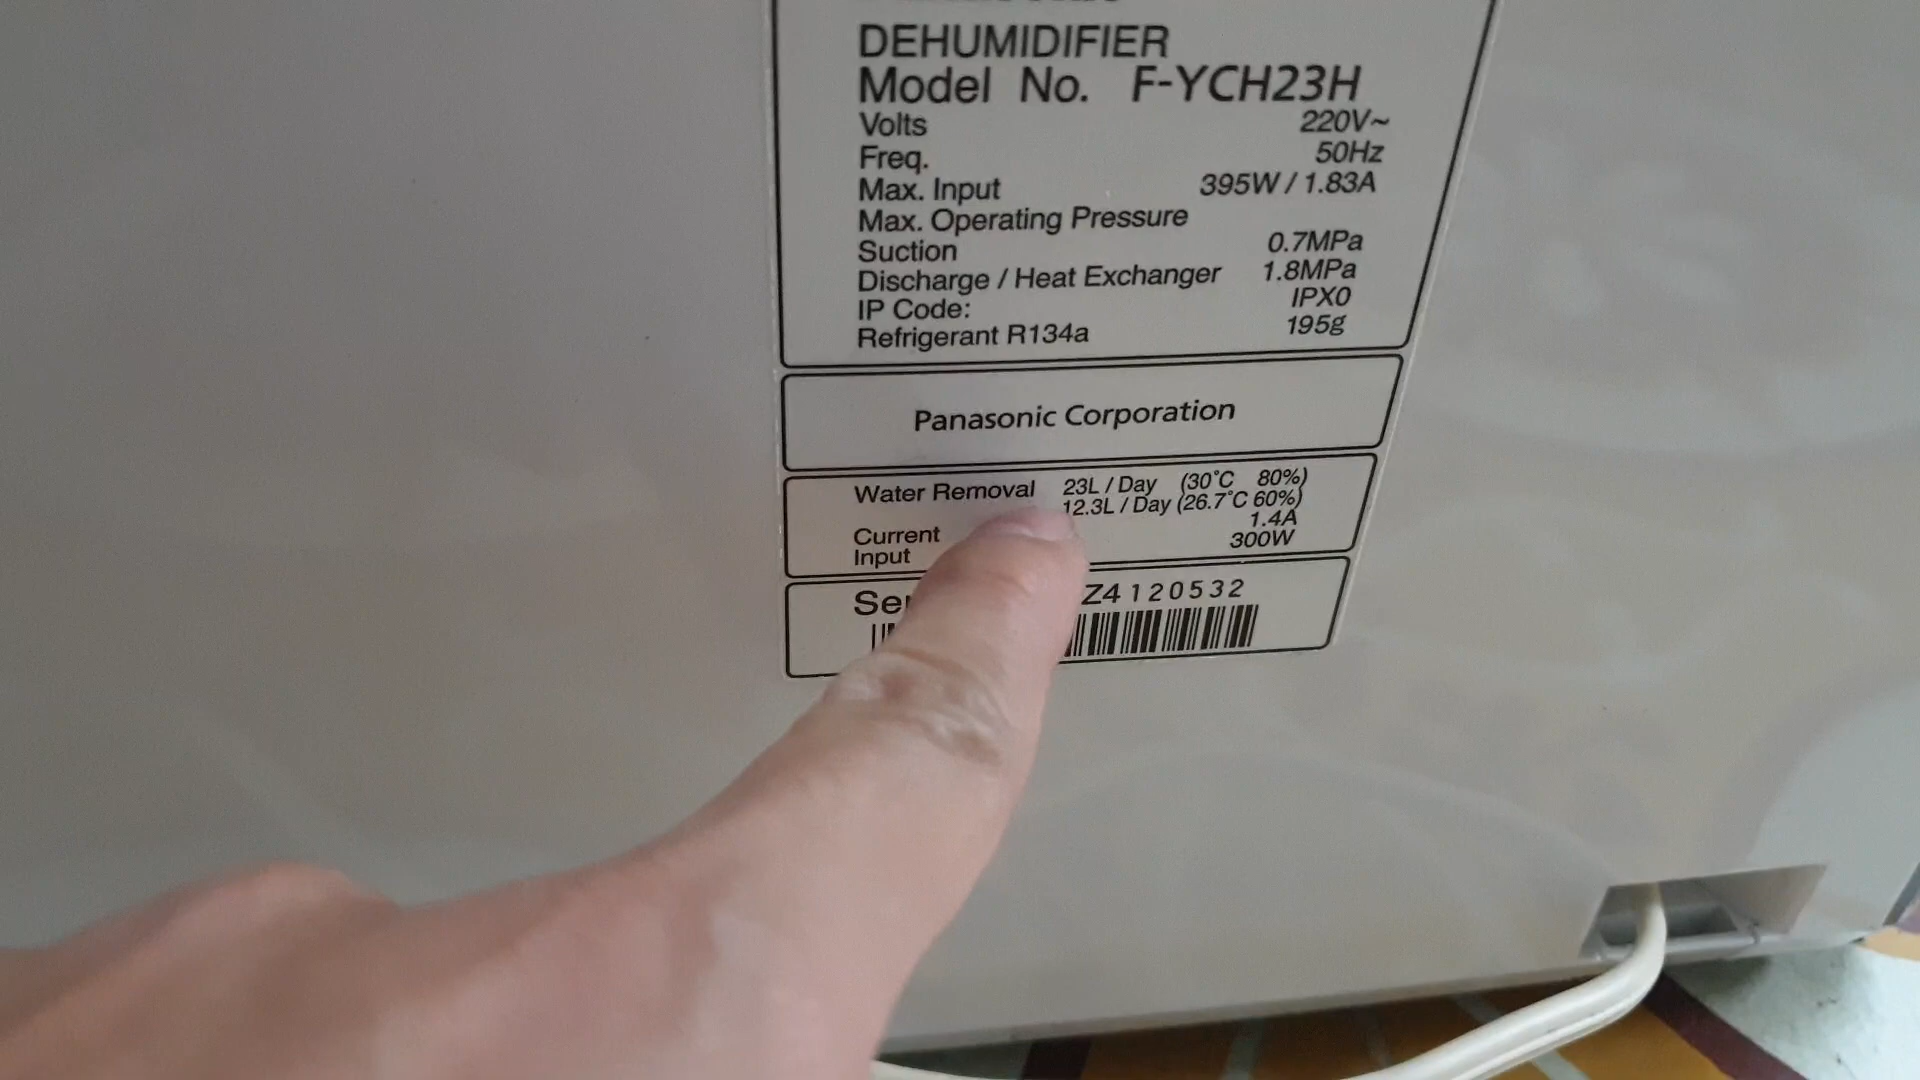 DEHUMIDIFIER
Model No. F-YCH23H
Volts 220V~
Freq. 50Hz
Max. Input 395W / 1.83A
Max. Operating Pressure
Suction 0.7MPa
Discharge / Heat Exchanger 1.8MPa
IP Code: IPX0
Refrigerant R134a 195g
Panasonic Corporation
Water Removal 23L / Day (30°C 80%)
12.3L / Day (26.7°C 60%)
Current 1.4A
Input 300W
Z4120532